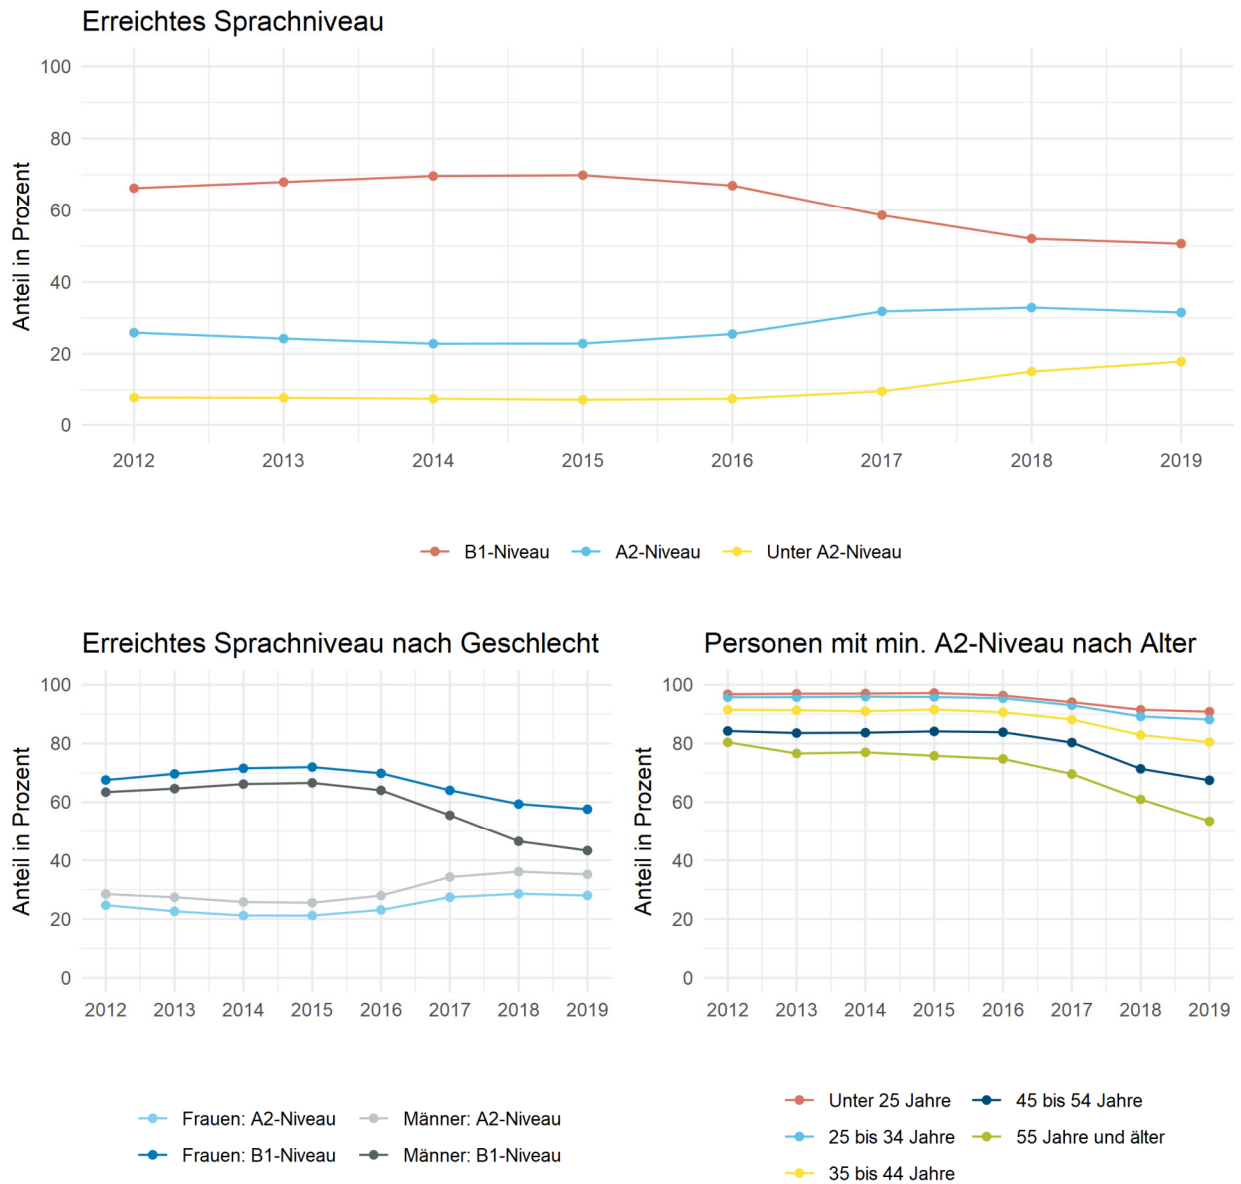 Erreichtes Sprachniveau
Anteil in Prozent
100
80
60
40
20
0
2012 2013 2014 2015 2016 2017 2018 2019
B1-Niveau A2-Niveau Unter A2-Niveau
Erreichtes Sprachniveau nach Geschlecht
Anteil in Prozent
100
80
60
40
20
0
2012 2013 2014 2015 2016 2017 2018 2019
Frauen: A2-Niveau Männer: A2-Niveau
Frauen: B1-Niveau Männer: B1-Niveau
Personen mit min. A2-Niveau nach Alter
Anteil in Prozent
100
80
60
40
20
0
2012 2013 2014 2015 2016 2017 2018 2019
Unter 25 Jahre 45 bis 54 Jahre
25 bis 34 Jahre 55 Jahre und älter
35 bis 44 Jahre